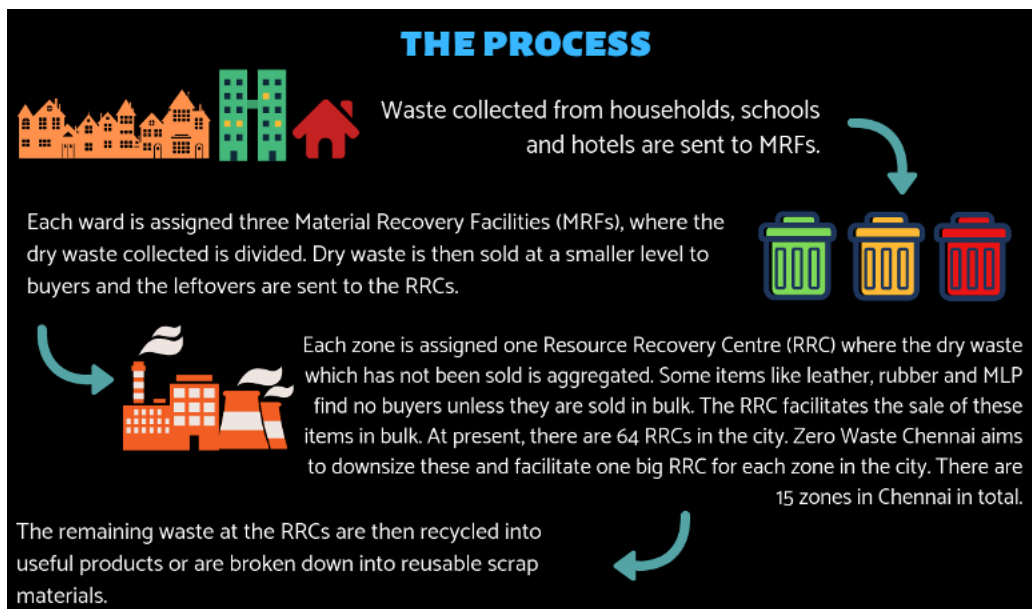 THE PROCESS
Waste collected from households, schools
and hotels are sent to MRFs.
Each ward is assigned three Material Recovery Facilities (MRFs), where the
dry waste collected is divided. Dry waste is then sold at a smaller level to
buyers and the leftovers are sent to the RRCs.
Each zone is assigned one Resource Recovery Centre (RRC) where the dry waste
which has not been sold is aggregated. Some items like leather, rubber and MLP
find no buyers unless they are sold in bulk. The RRC facilitates the sale of these
items in bulk. At present, there are 64 RRCs in the city. Zero Waste Chennai aims
to downsize these and facilitate one big RRC for each zone in the city. There are
15 zones in Chennai in total.
The remaining waste at the RRCs are then recycled into
useful products or are broken down into reusable scrap
materials.